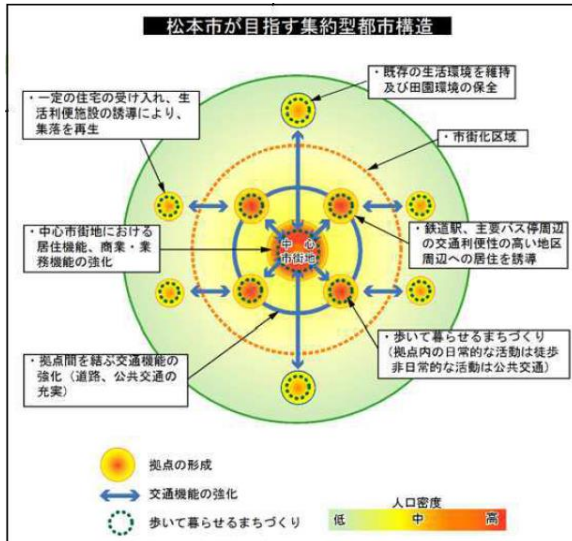 松本市が目指す集約型都市構造
・既存の生活環境を維持
及び田園環境の保全
・一定の住宅の受け入れ、生
活利便施設の誘導により、
集落を再生
・市街化区域
・中心市街地における
居住機能、商業・業
務機能の強化
中　心
市街地
・鉄道駅、主要バス停周辺
の交通利便性の高い地区
周辺への居住を誘導
・拠点間を結ぶ交通機能の
強化（道路、公共交通の
充実）
・歩いて暮らせるまちづくり
（拠点内の日常的な活動は徒歩
非日常的な活動は公共交通）
拠点の形成
交通機能の強化
歩いて暮らせるまちづくり
人口密度
低　中　高